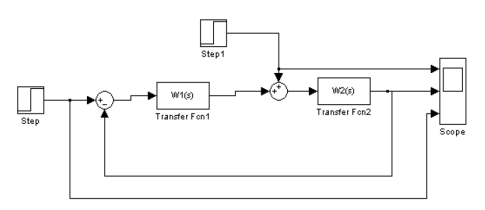 Step1
W1(s)
W2(s)
Step
Transfer Fcn1
Transfer Fcn2
Scope